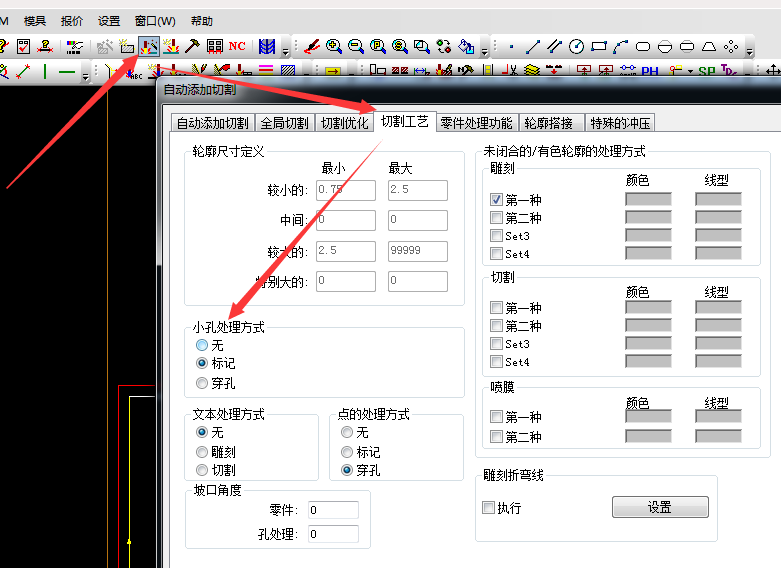 M 模具 报价 设置 窗口(W) 帮助
NC
ABC PH SP
自动添加切割
自动添加切割 全局切割 切割优化 切割工艺 零件处理功能 轮廓搭接 特殊的冲压
轮廓尺寸定义
最小 最大
较小的: 0.75 2.5
中间: 0 0
较大的: 2.5 99999
特别大的: 0 0
小孔处理方式
无
标记
穿孔
文本处理方式
无
雕刻
切割
点的处理方式
无
标记
穿孔
坡口角度
零件: 0
孔处理: 0
未闭合的/有色轮廓的处理方式
雕刻
颜色 线型
第一种
第二种
Set3
Set4
切割
颜色 线型
第一种
第二种
Set3
Set4
喷膜
颜色 线型
第一种
第二种
雕刻折弯线
执行 设置